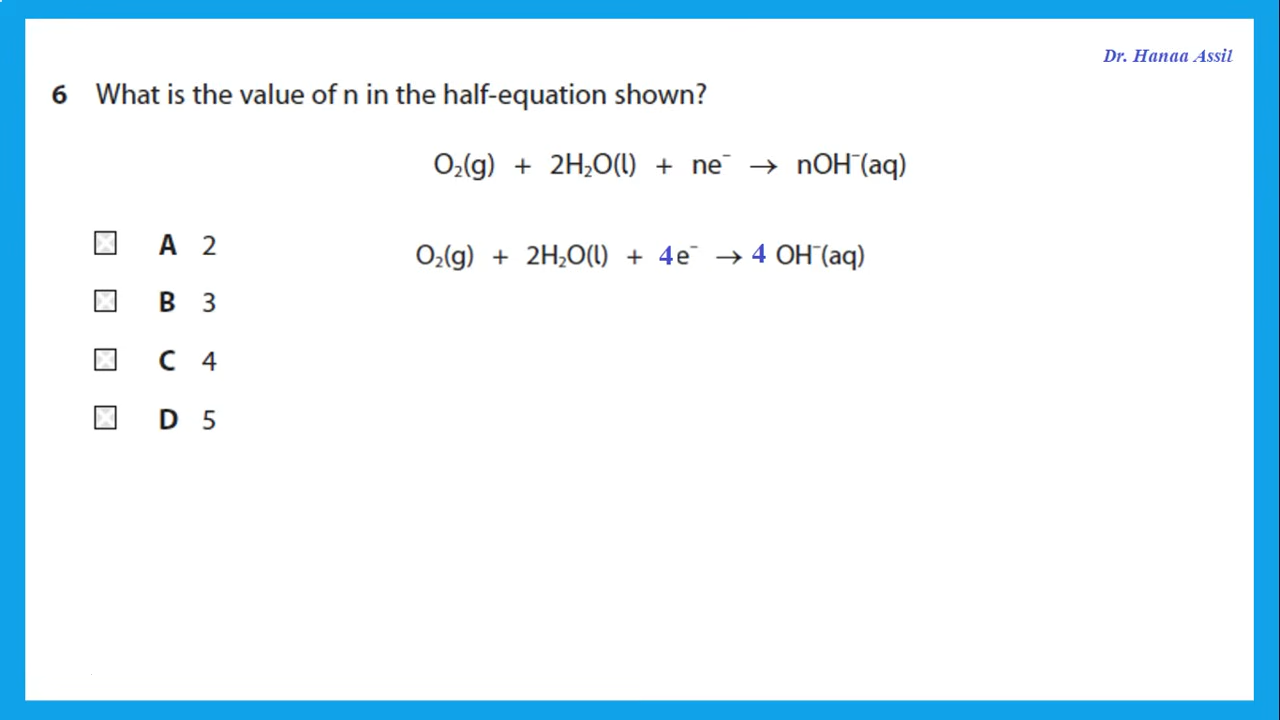 Dr. Hanaa Assil
6 What is the value of n in the half-equation shown?
O₂(g) + 2H₂O(l) + ne⁻ → nOH⁻(aq)
A 2
O₂(g) + 2H₂O(l) + 4e⁻ → 4 OH⁻(aq)
B 3
C 4
D 5